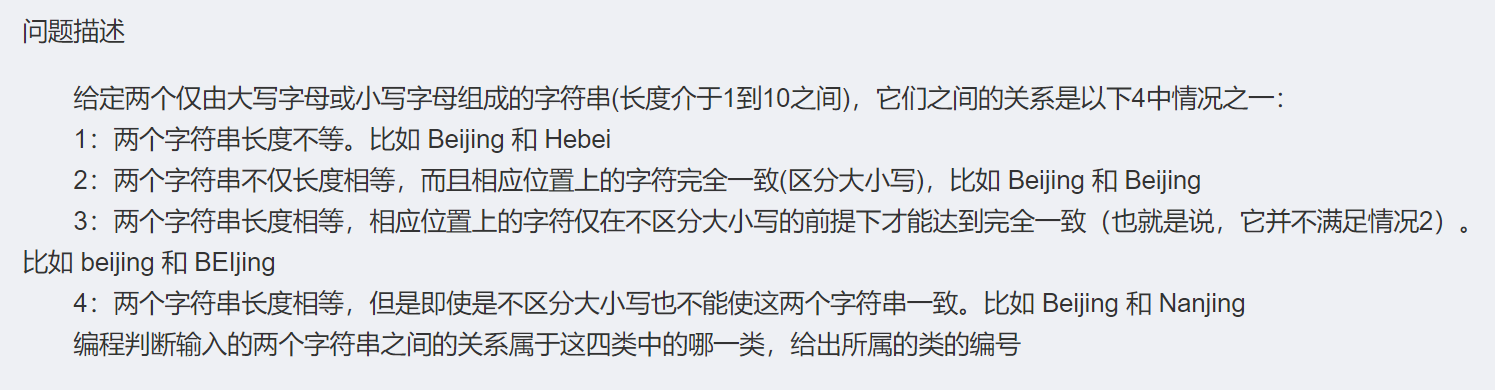 问题描述
给定两个仅由大写字母或小写字母组成的字符串(长度介于1到10之间)，它们之间的关系是以下4中情况之一：
1：两个字符串长度不等。比如 Beijing 和 Hebei
2：两个字符串不仅长度相等，而且相应位置上的字符完全一致(区分大小写)，比如 Beijing 和 Beijing
3：两个字符串长度相等，相应位置上的字符仅在不区分大小写的前提下才能达到完全一致（也就是说，它并不满足情况2）。
比如 beijing 和 BEIjing
4：两个字符串长度相等，但是即使是不区分大小写也不能使这两个字符串一致。比如 Beijing 和 Nanjing
编程判断输入的两个字符串之间的关系属于这四类中的哪一类，给出所属的类的编号